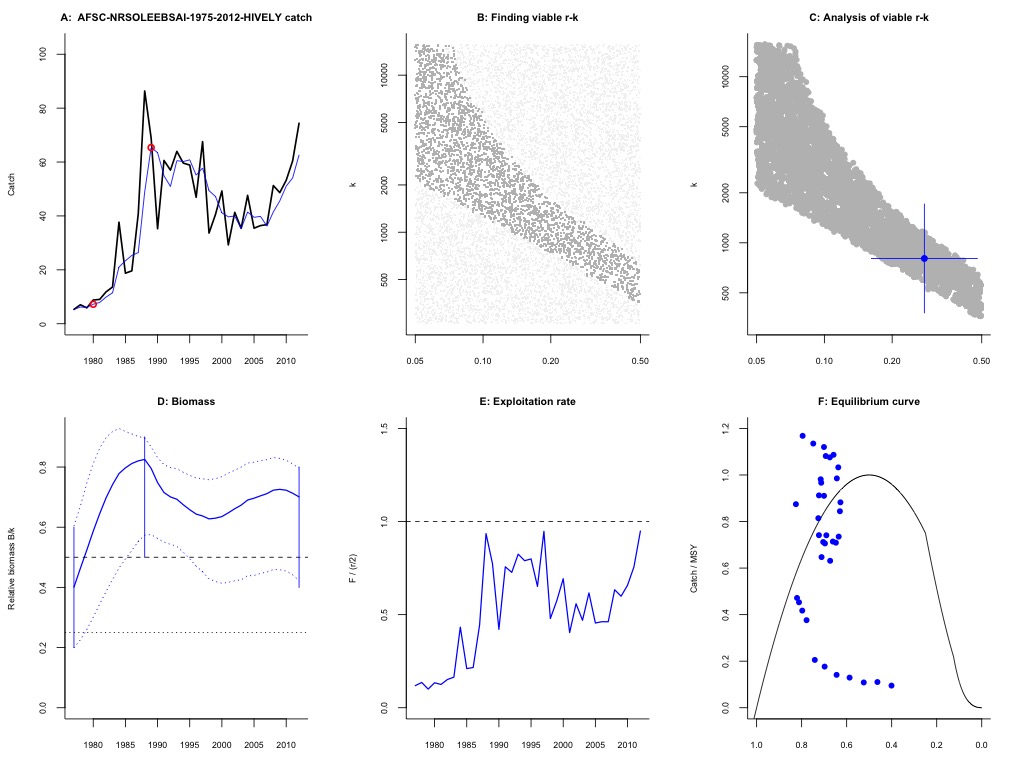 A: AFSC-NRSOLEEBSAI-1975-2012-HIVELY catch
Catch
0 20 40 60 80 100
1980 1985 1990 1995 2000 2005 2010
B: Finding viable r-k
k
500 1000 2000 5000 10000
0.05 0.10 0.20 0.50
C: Analysis of viable r-k
k
500 1000 2000 5000 10000
0.05 0.10 0.20 0.50
D: Biomass
Relative biomass B/k
0.0 0.2 0.4 0.6 0.8
1980 1985 1990 1995 2000 2005 2010
E: Exploitation rate
F / (r/2)
0.0 0.5 1.0 1.5
1980 1985 1990 1995 2000 2005 2010
F: Equilibrium curve
Catch / MSY
0.0 0.2 0.4 0.6 0.8 1.0 1.2
1.0 0.8 0.6 0.4 0.2 0.0